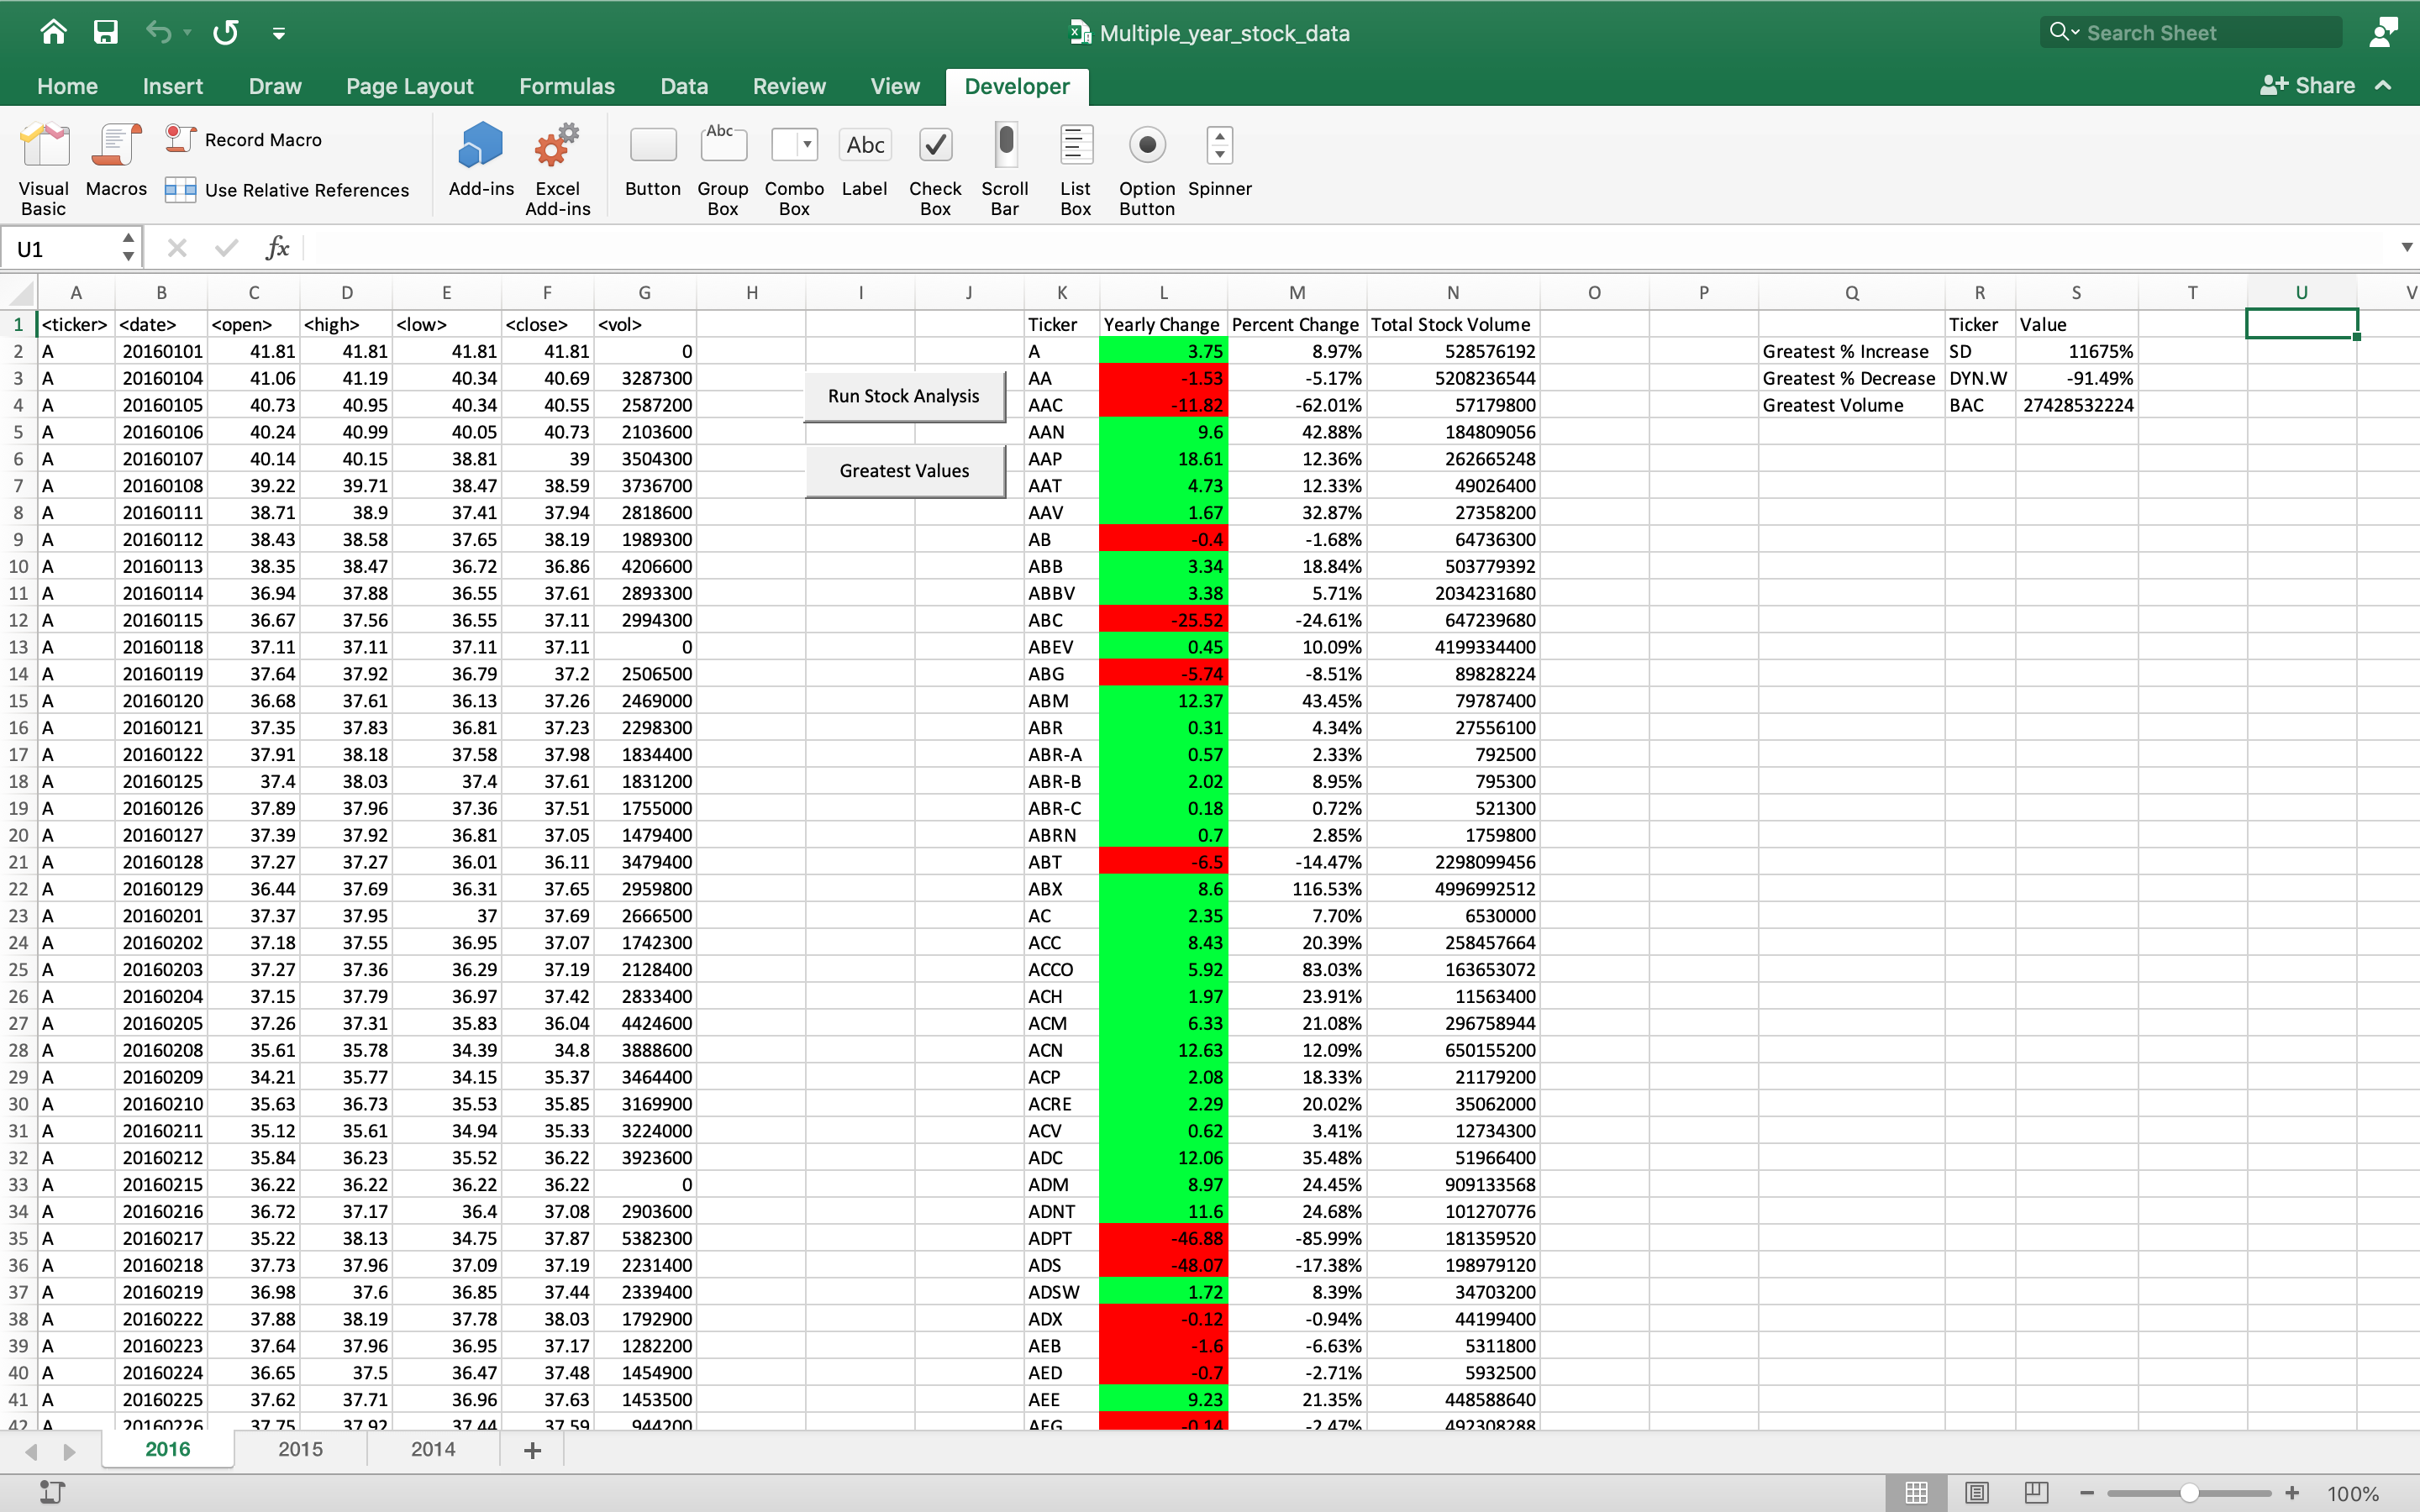 Multiple_year_stock_data
Search Sheet
Home Insert Draw Page Layout Formulas Data Review View Developer Share
Visual Basic
Macros
Record Macro
Use Relative References
Add-ins
Excel Add-ins
Button
Group Box
Combo Box
Label
Check Box
Scroll Bar
List Box
Option Button
Spinner
Abc
Abc
U1 fx
A B C D E F G H I J K L M N O P Q R S T U V
1 <ticker> <date> <open> <high> <low> <close> <vol> Ticker Yearly Change Percent Change Total Stock Volume Ticker Value
2 A 20160101 41.81 41.81 41.81 41.81 0 A 3.75 8.97% 528576192 Greatest % Increase SD 11675%
3 A 20160104 41.06 41.19 40.34 40.69 3287300 AA -1.53 -5.17% 5208236544 Greatest % Decrease DYN.W -91.49%
Run Stock Analysis
4 A 20160105 40.73 40.95 40.34 40.55 2587200 AAC -11.82 -62.01% 57179800 Greatest Volume BAC 27428532224
5 A 20160106 40.24 40.99 40.05 40.73 2103600 AAN 9.6 42.88% 184809056
6 A 20160107 40.14 40.15 38.81 39 3504300 AAP 18.61 12.36% 262665248
Greatest Values
7 A 20160108 39.22 39.71 38.47 38.59 3736700 AAT 4.73 12.33% 49026400
8 A 20160111 38.71 38.9 37.41 37.94 2818600 AAV 1.67 32.87% 27358200
9 A 20160112 38.43 38.58 37.65 38.19 1989300 AB -0.4 -1.68% 64736300
10 A 20160113 38.35 38.47 36.72 36.86 4206600 ABB 3.34 18.84% 503779392
11 A 20160114 36.94 37.88 36.55 37.61 2893300 ABBV 3.38 5.71% 2034231680
12 A 20160115 36.67 37.56 36.55 37.11 2994300 ABC -25.52 -24.61% 647239680
13 A 20160118 37.11 37.11 37.11 37.11 0 ABEV 0.45 10.09% 4199334400
14 A 20160119 37.64 37.92 36.79 37.2 2506500 ABG -5.74 -8.51% 89828224
15 A 20160120 36.68 37.61 36.13 37.26 2469000 ABM 12.37 43.45% 79787400
16 A 20160121 37.35 37.83 36.81 37.23 2298300 ABR 0.31 4.34% 27556100
17 A 20160122 37.91 38.18 37.58 37.98 1834400 ABR-A 0.57 2.33% 792500
18 A 20160125 37.4 38.03 37.4 37.61 1831200 ABR-B 2.02 8.95% 795300
19 A 20160126 37.89 37.96 37.36 37.51 1755000 ABR-C 0.18 0.72% 521300
20 A 20160127 37.39 37.92 36.81 37.05 1479400 ABRN 0.7 2.85% 1759800
21 A 20160128 37.27 37.27 36.01 36.11 3479400 ABT -6.5 -14.47% 2298099456
22 A 20160129 36.44 37.69 36.31 37.65 2959800 ABX 8.6 116.53% 4996992512
23 A 20160201 37.37 37.95 37 37.69 2666500 AC 2.35 7.70% 6530000
24 A 20160202 37.18 37.55 36.95 37.07 1742300 ACC 8.43 20.39% 258457664
25 A 20160203 37.27 37.36 36.29 37.19 2128400 ACCO 5.92 83.03% 163653072
26 A 20160204 37.15 37.79 36.97 37.42 2833400 ACH 1.97 23.91% 11563400
27 A 20160205 37.26 37.31 35.83 36.04 4424600 ACM 6.33 21.08% 296758944
28 A 20160208 35.61 35.78 34.39 34.8 3888600 ACN 12.63 12.09% 650155200
29 A 20160209 34.21 35.77 34.15 35.37 3464400 ACP 2.08 18.33% 21179200
30 A 20160210 35.63 36.73 35.53 35.85 3169900 ACRE 2.29 20.02% 35062000
31 A 20160211 35.12 35.61 34.94 35.33 3224000 ACV 0.62 3.41% 12734300
32 A 20160212 35.84 36.23 35.52 36.22 3923600 ADC 12.06 35.48% 51966400
33 A 20160215 36.22 36.22 36.22 36.22 0 ADM 8.97 24.45% 909133568
34 A 20160216 36.72 37.17 36.4 37.08 2903600 ADNT 11.6 24.68% 101270776
35 A 20160217 35.22 38.13 34.75 37.87 5382300 ADPT -46.88 -85.99% 181359520
36 A 20160218 37.73 37.96 37.09 37.19 2231400 ADS -48.07 -17.38% 198979120
37 A 20160219 36.98 37.6 36.85 37.44 2339400 ADSW 1.72 8.39% 34703200
38 A 20160222 37.88 38.19 37.78 38.03 1792900 ADX -0.12 -0.94% 44199400
39 A 20160223 37.64 37.96 36.95 37.17 1282200 AEB -1.6 -6.63% 5311800
40 A 20160224 36.65 37.5 36.47 37.48 1454900 AED -0.7 -2.71% 5932500
41 A 20160225 37.62 37.71 36.96 37.63 1453500 AEE 9.23 21.35% 448588640
42 A 20160226 37.75 37.92 37.44 37.59 944200 AEG -0.14 -2.47% 492308288
2016 2015 2014
100%